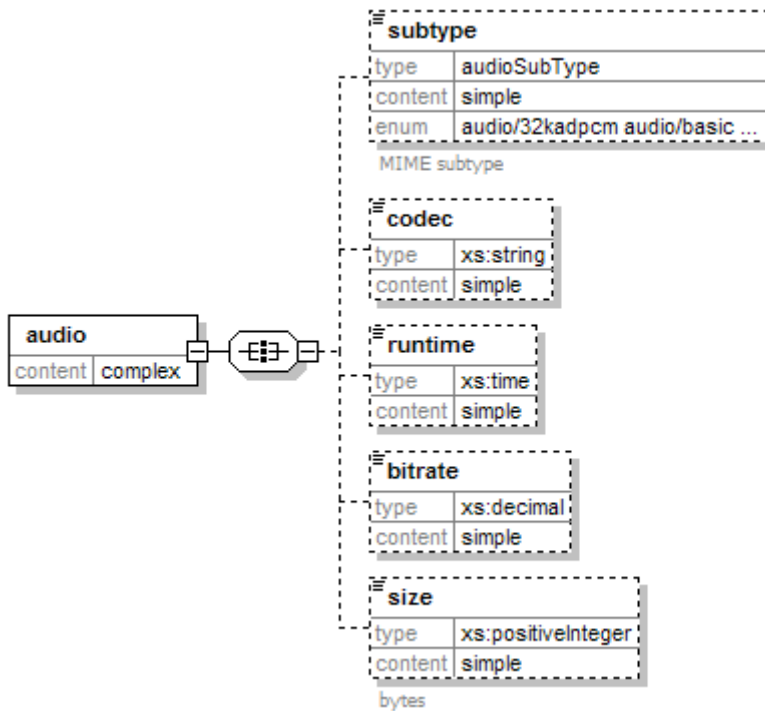 subtype
type audioSubType
content simple
enum audio/32kadpcm audio/basic ...
MIME subtype
codec
type xs:string
content simple
audio
content complex
runtime
type xs:time
content simple
bitrate
type xs:decimal
content simple
size
type xs:positiveInteger
content simple
bytes